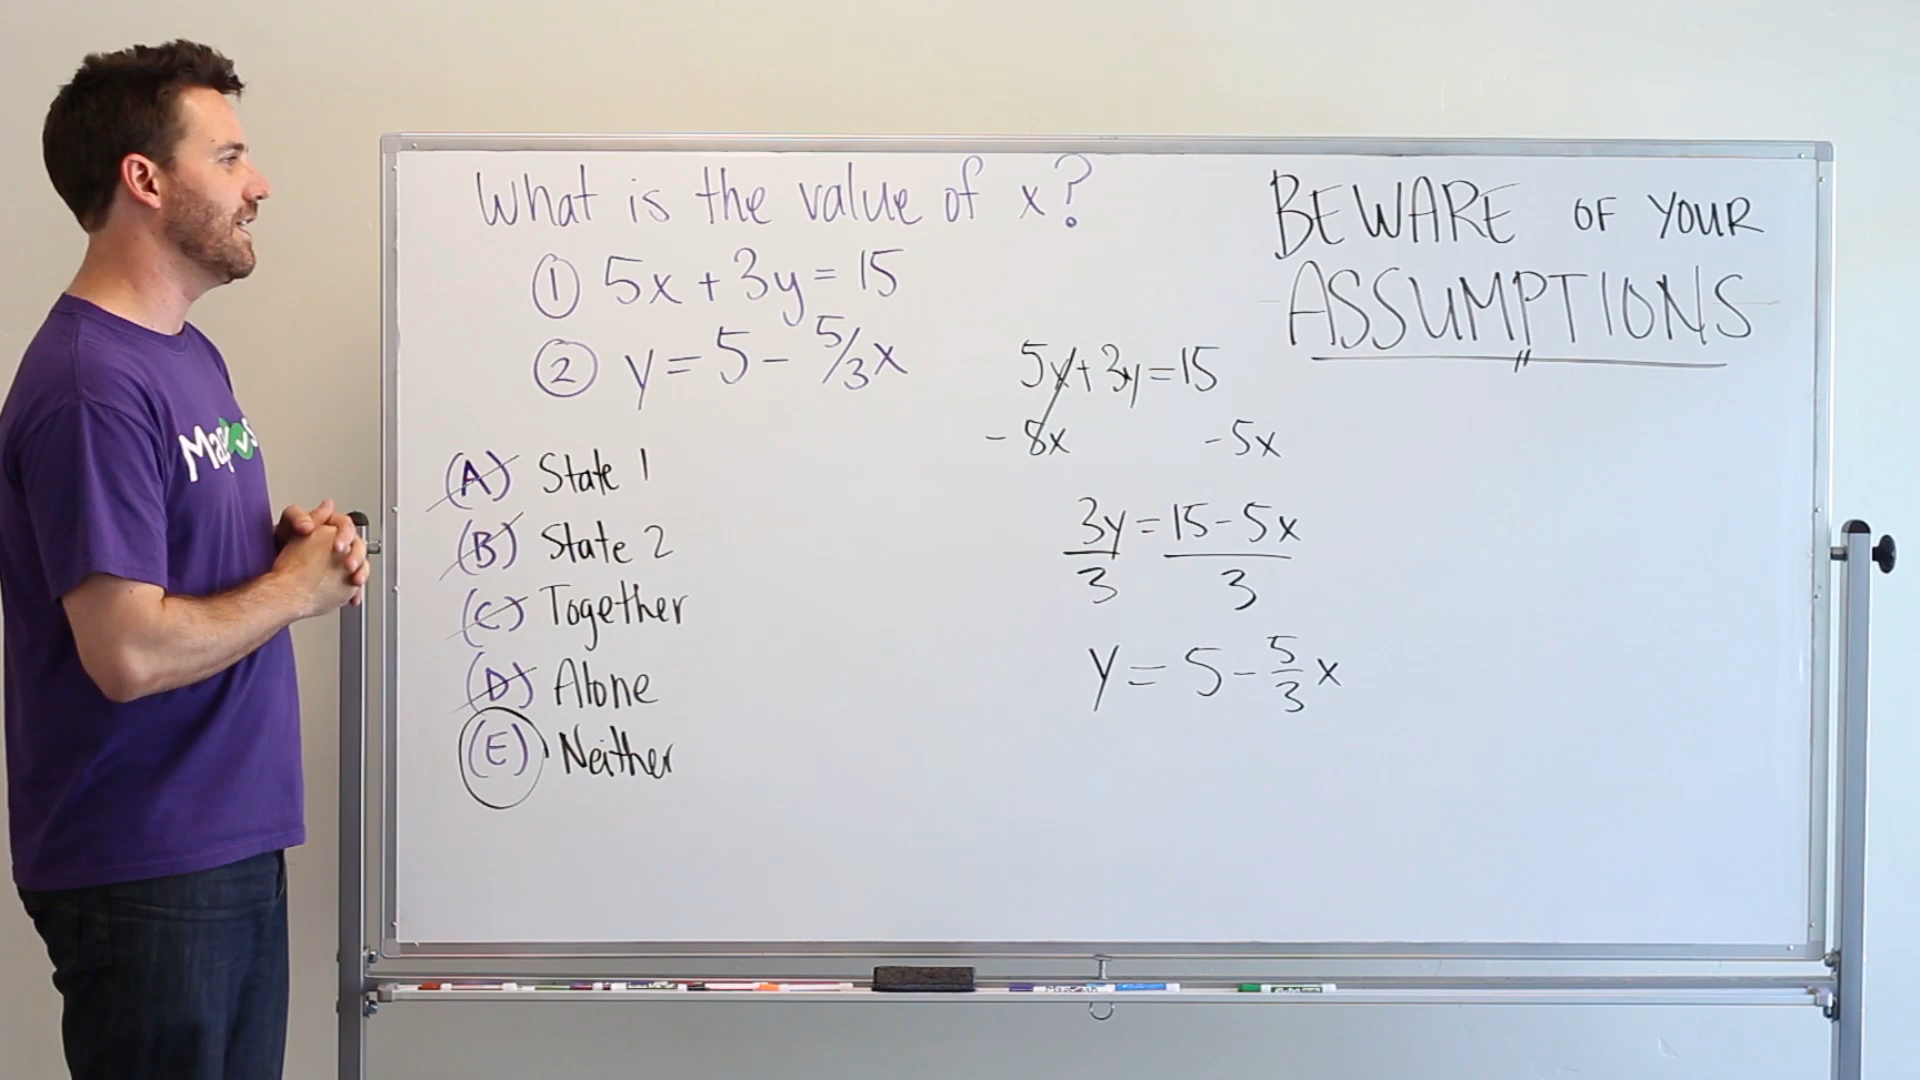 What is the value of x?
① 5x + 3y = 15
② y = 5 - 5/3x
(A) State 1
(B) State 2
(C) Together
(D) Alone
(E) Neither
BEWARE OF YOUR
ASSUMPTIONS
5x + 3y = 15
- 5x - 5x
3y = 15 - 5x
3 3
y = 5 - 5/3 x